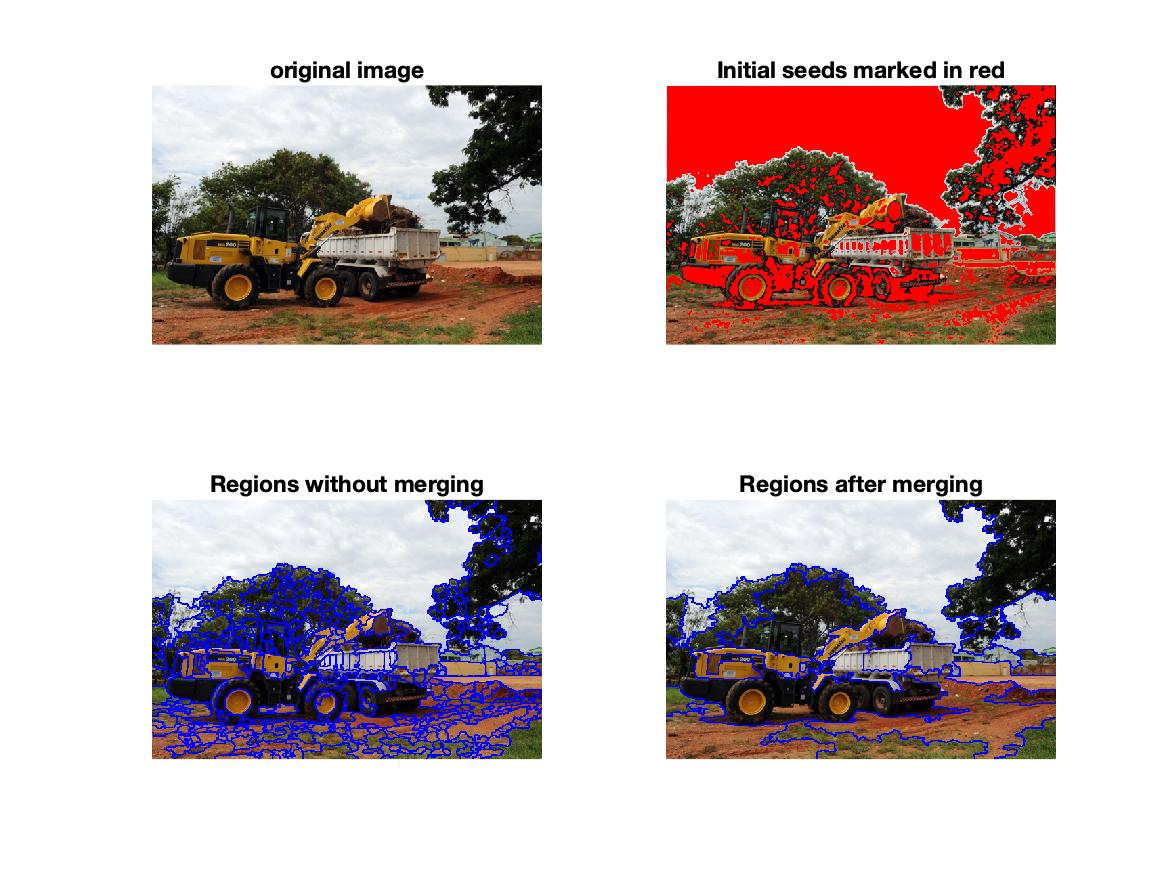 original image
Initial seeds marked in red
Regions without merging
Regions after merging